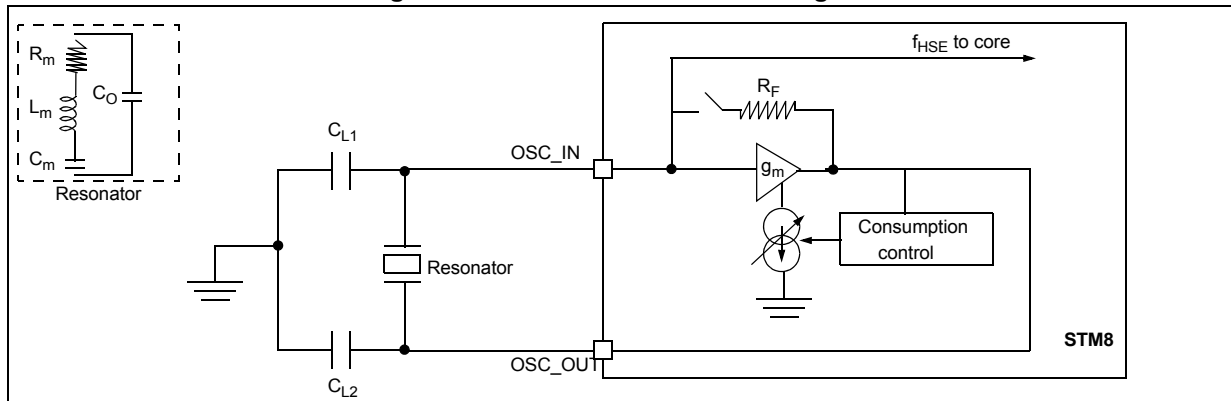 R_m
L_m
C_O
C_m
Resonator
C_L1
C_L2
Resonator
OSC_IN
OSC_OUT
f_HSE to core
R_F
g_m
Consumption
control
STM8